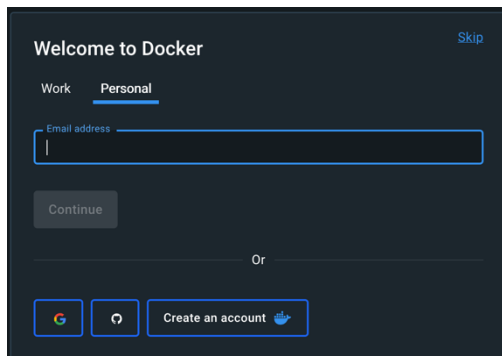 Skip
Welcome to Docker
Work Personal
Email address
Continue
Or
Create an account